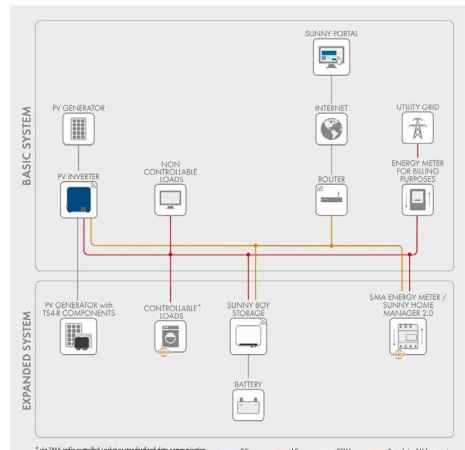 SUNNY PORTAL
BASIC SYSTEM
PV GENERATOR
INTERNET
UTILITY GRID
PV INVERTER
NON
CONTROLLABLE
LOADS
ROUTER
ENERGY METER
FOR BILLING
PURPOSES
EXPANDED SYSTEM
PV GENERATOR with
TS4-R COMPONENTS
CONTROLLABLE*
LOADS
SUNNY BOY
STORAGE
SMA ENERGY METER /
SUNNY HOME
MANAGER 2.0
BATTERY